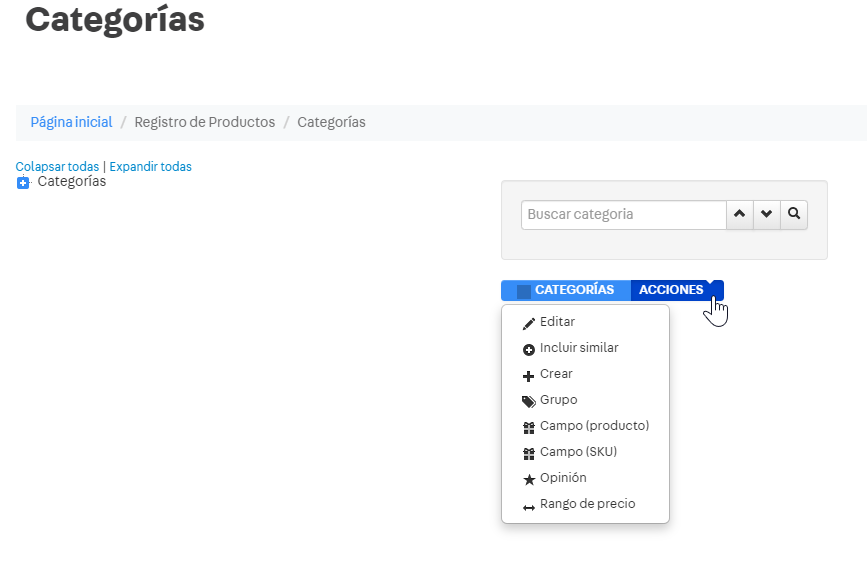 Categorías
Página inicial / Registro de Productos / Categorías
Colapsar todas | Expandir todas
Categorías
Buscar categoria
CATEGORÍAS ACCIONES
Editar
Incluir similar
Crear
Grupo
Campo (producto)
Campo (SKU)
Opinión
Rango de precio